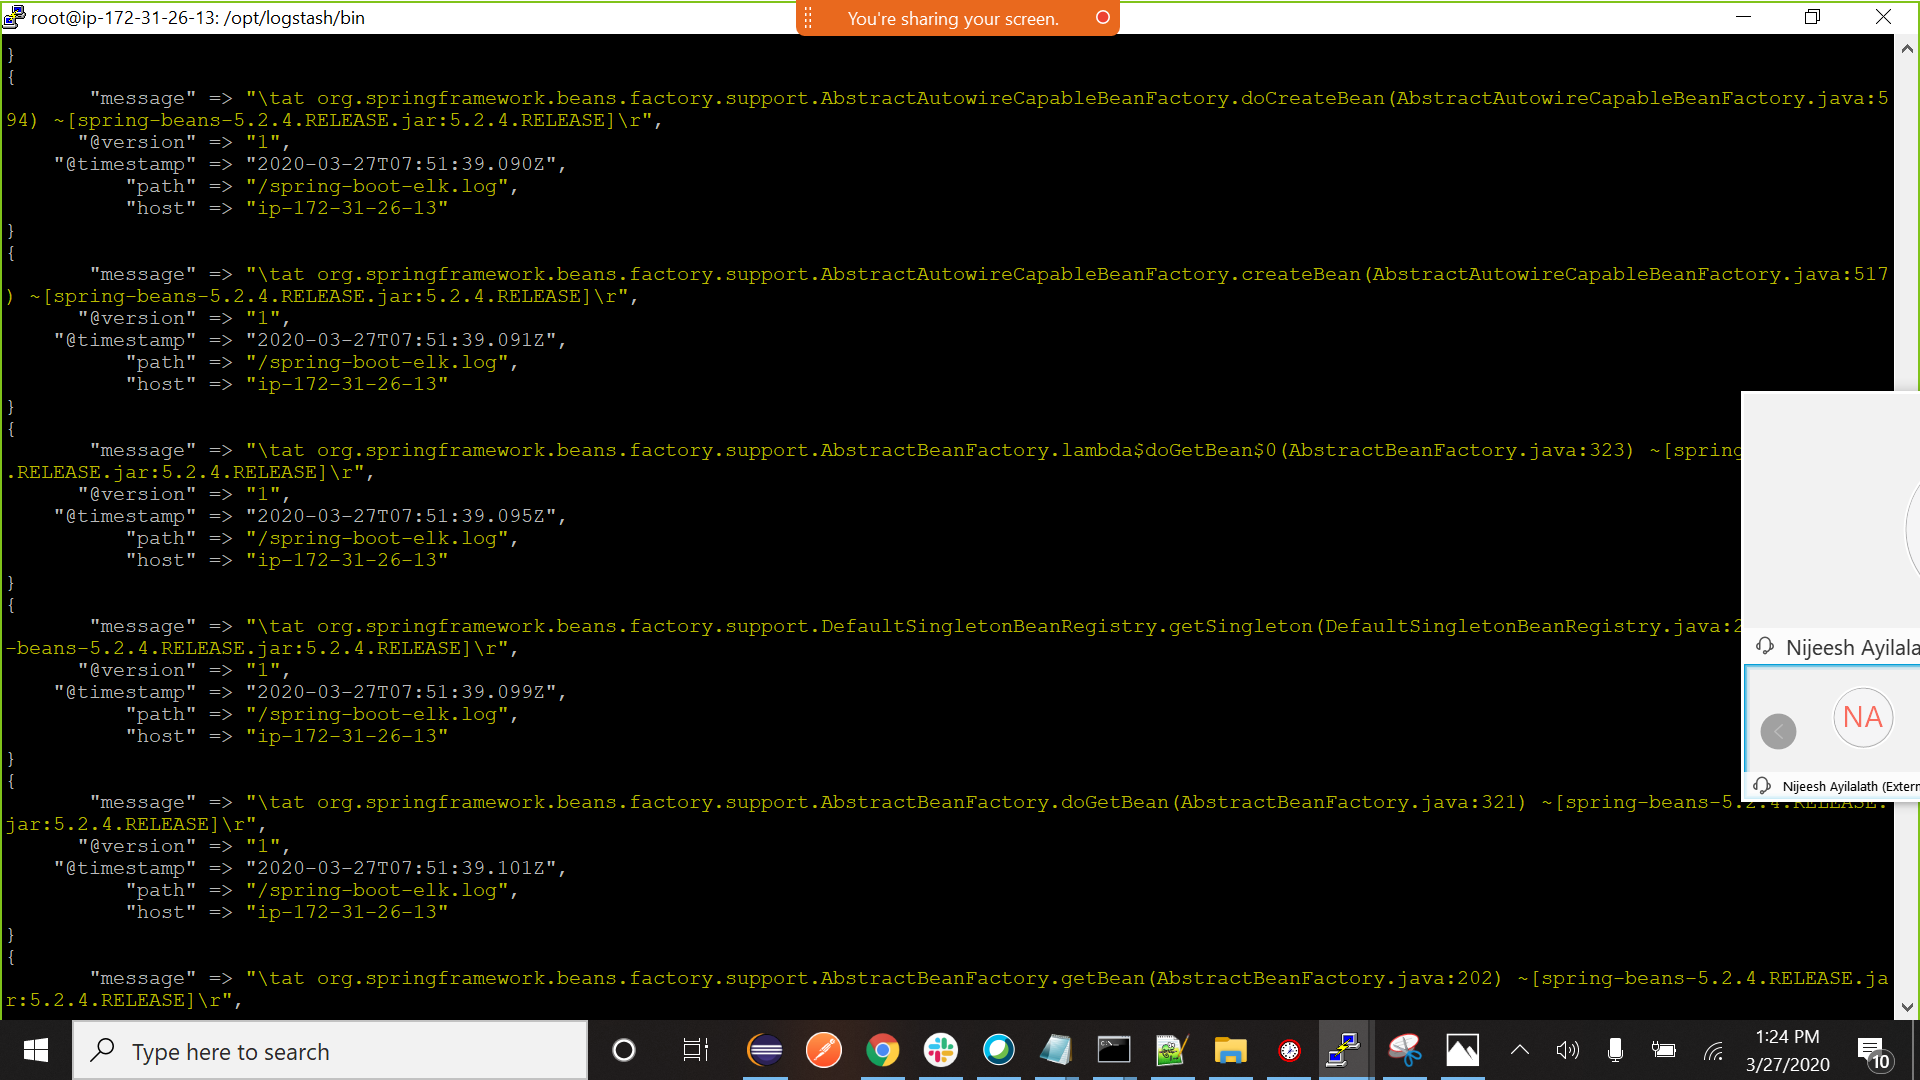 root@ip-172-31-26-13: /opt/logstash/bin
You're sharing your screen.
}
{
"message" => "\tat org.springframework.beans.factory.support.AbstractAutowireCapableBeanFactory.doCreateBean(AbstractAutowireCapableBeanFactory.java:5
94) ~[spring-beans-5.2.4.RELEASE.jar:5.2.4.RELEASE]\r",
"@version" => "1",
"@timestamp" => "2020-03-27T07:51:39.090Z",
"path" => "/spring-boot-elk.log",
"host" => "ip-172-31-26-13"
}
{
"message" => "\tat org.springframework.beans.factory.support.AbstractAutowireCapableBeanFactory.createBean(AbstractAutowireCapableBeanFactory.java:517
) ~[spring-beans-5.2.4.RELEASE.jar:5.2.4.RELEASE]\r",
"@version" => "1",
"@timestamp" => "2020-03-27T07:51:39.091Z",
"path" => "/spring-boot-elk.log",
"host" => "ip-172-31-26-13"
}
{
"message" => "\tat org.springframework.beans.factory.support.AbstractBeanFactory.lambda$doGetBean$0(AbstractBeanFactory.java:323) ~[spring
.RELEASE.jar:5.2.4.RELEASE]\r",
"@version" => "1",
"@timestamp" => "2020-03-27T07:51:39.095Z",
"path" => "/spring-boot-elk.log",
"host" => "ip-172-31-26-13"
}
{
"message" => "\tat org.springframework.beans.factory.support.DefaultSingletonBeanRegistry.getSingleton(DefaultSingletonBeanRegistry.java:2
-beans-5.2.4.RELEASE.jar:5.2.4.RELEASE]\r",
"@version" => "1",
"@timestamp" => "2020-03-27T07:51:39.099Z",
"path" => "/spring-boot-elk.log",
"host" => "ip-172-31-26-13"
}
{
"message" => "\tat org.springframework.beans.factory.support.AbstractBeanFactory.doGetBean(AbstractBeanFactory.java:321) ~[spring-beans-5.2.4.RELEASE.
jar:5.2.4.RELEASE]\r",
"@version" => "1",
"@timestamp" => "2020-03-27T07:51:39.101Z",
"path" => "/spring-boot-elk.log",
"host" => "ip-172-31-26-13"
}
{
"message" => "\tat org.springframework.beans.factory.support.AbstractBeanFactory.getBean(AbstractBeanFactory.java:202) ~[spring-beans-5.2.4.RELEASE.ja
r:5.2.4.RELEASE]\r",
Nijeesh Ayilala
NA
Nijeesh Ayilalath (Extern
Type here to search
1:24 PM
3/27/2020
10